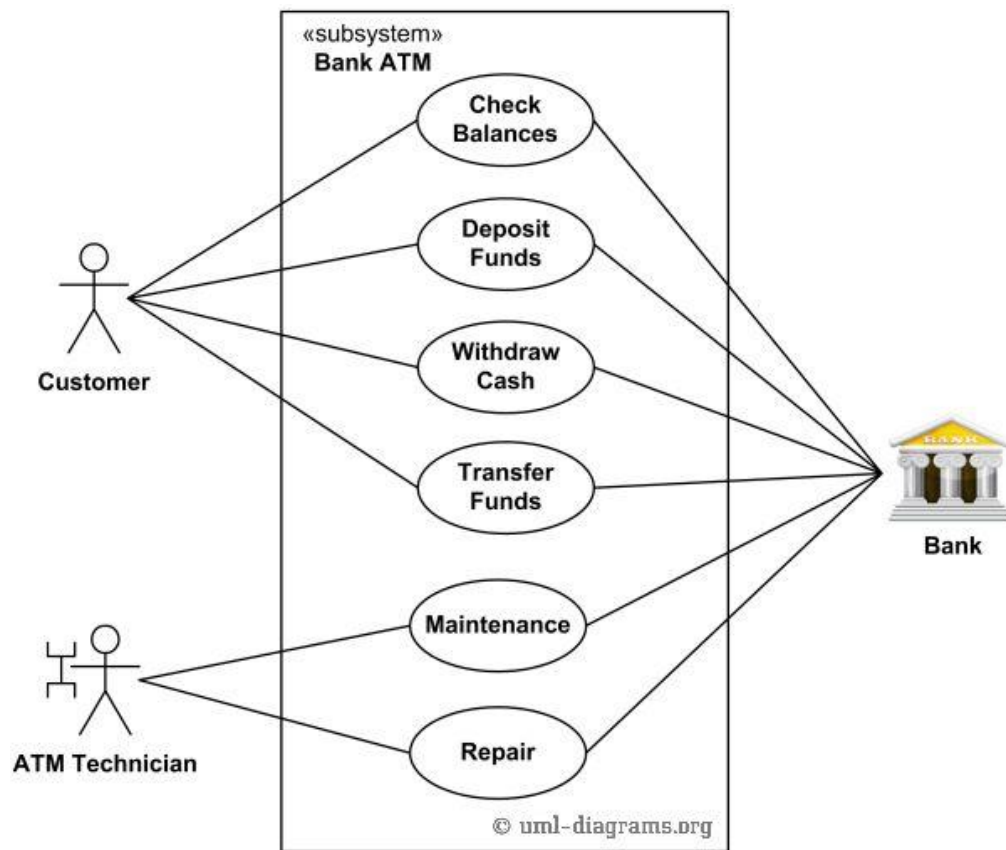 «subsystem»
Bank ATM
Check
Balances
Deposit
Funds
Customer
Withdraw
Cash
Transfer
Funds
BANK
Bank
Maintenance
ATM Technician
Repair
© uml-diagrams.org